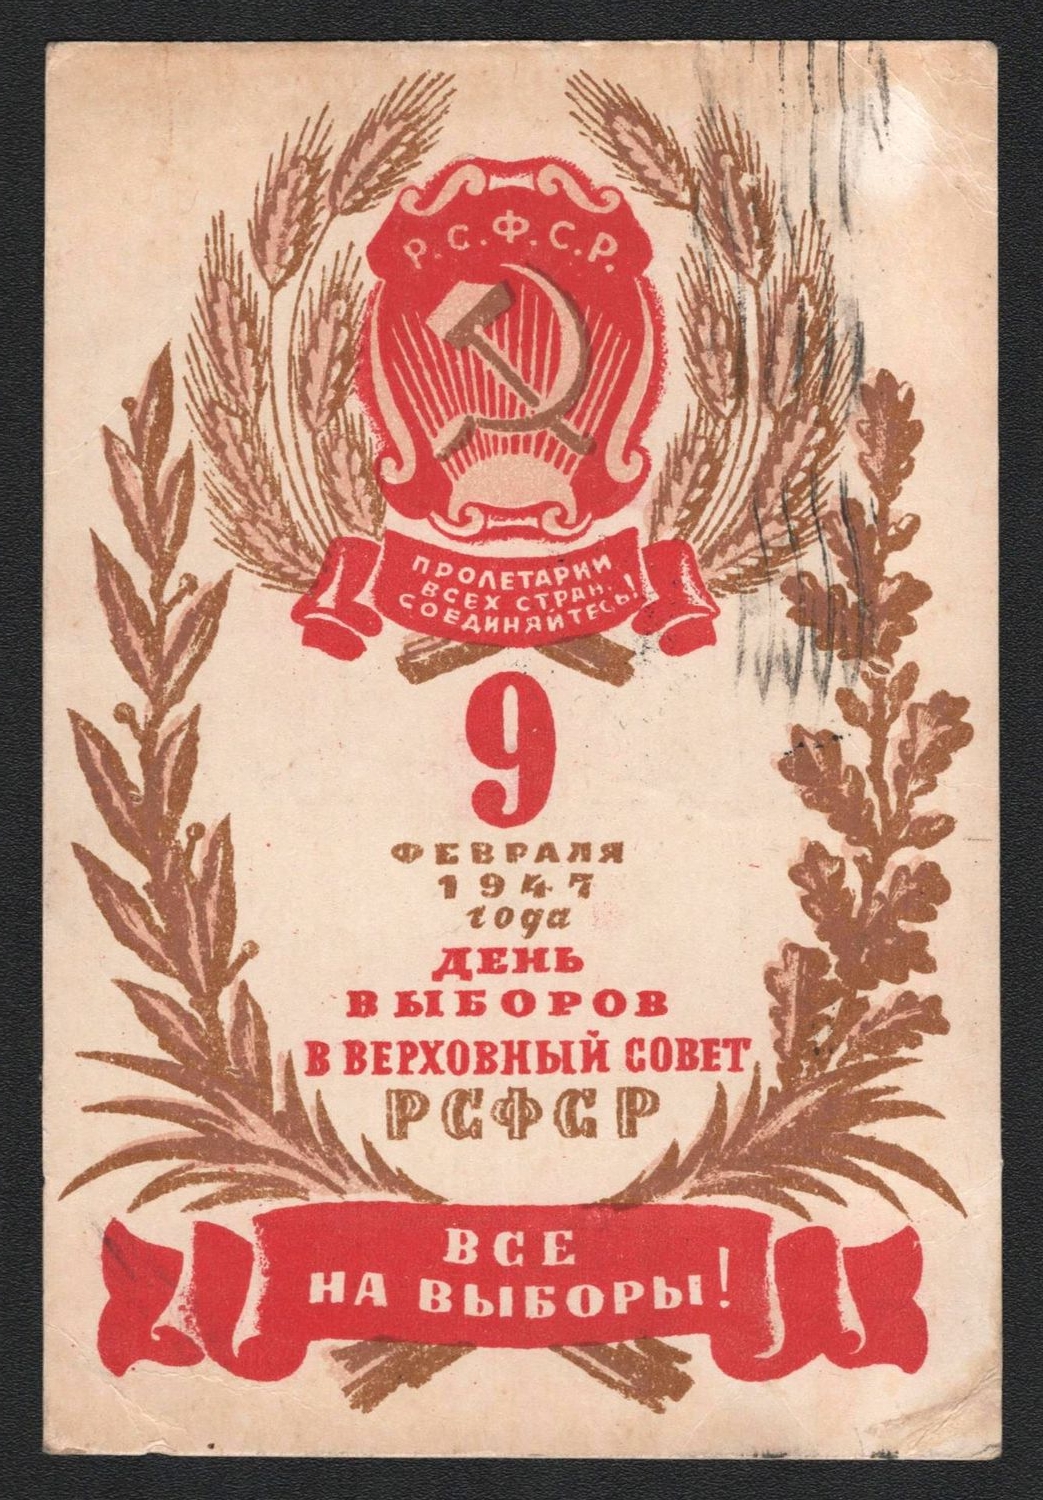 Р.С.Ф.С.Р.
ПРОЛЕТАРИИ
ВСЕХ СТРАН,
СОЕДИНЯЙТЕСЬ!
9
ФЕВРАЛЯ
1947
года
ДЕНЬ
ВЫБОРОВ
В ВЕРХОВНЫЙ СОВЕТ
РСФСР
ВСЕ
НА ВЫБОРЫ!